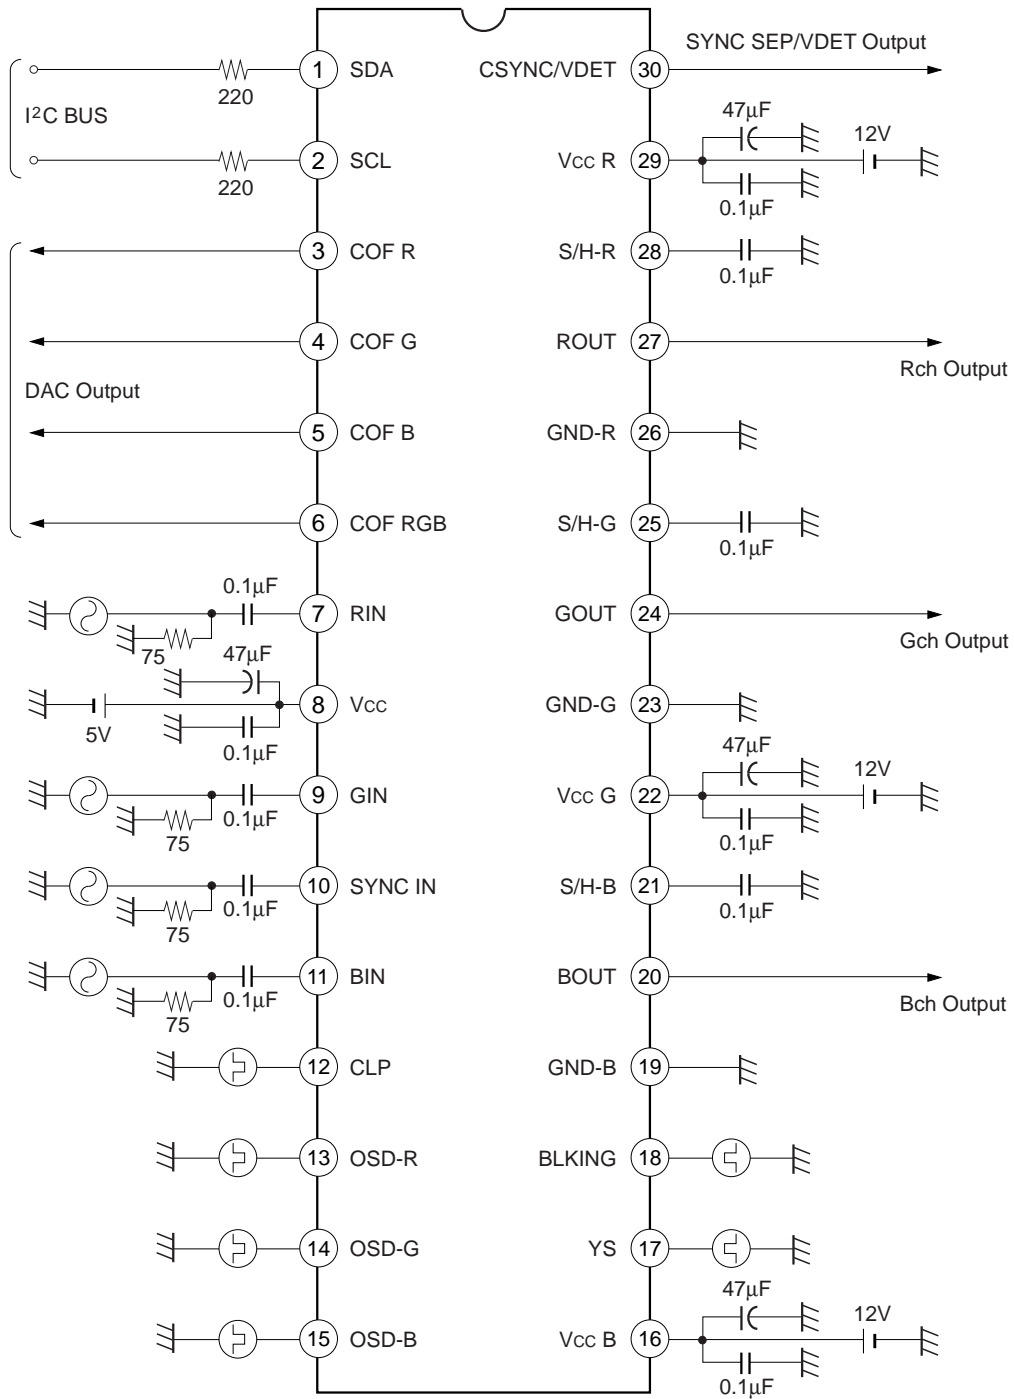 SYNC SEP/VDET Output
1 SDA
CSYNC/VDET 30
220
I²C BUS
47μF
12V
2 SCL
VCC R 29
220
0.1μF
3 COF R
S/H-R 28
0.1μF
4 COF G
ROUT 27
Rch Output
DAC Output
5 COF B
GND-R 26
6 COF RGB
S/H-G 25
0.1μF
0.1μF
7 RIN
GOUT 24
Gch Output
75
47μF
8 VCC
GND-G 23
5V
0.1μF
47μF
12V
9 GIN
VCC G 22
0.1μF
75
0.1μF
10 SYNC IN
S/H-B 21
0.1μF
75
0.1μF
11 BIN
BOUT 20
Bch Output
0.1μF
75
12 CLP
GND-B 19
13 OSD-R
BLKING 18
14 OSD-G
YS 17
47μF
12V
15 OSD-B
VCC B 16
0.1μF